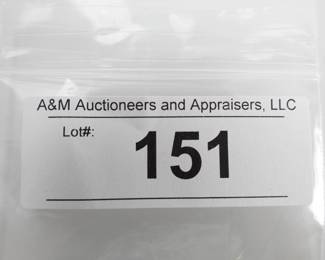 A&M Auctioneers and Appraisers, LLC
Lot#: 151